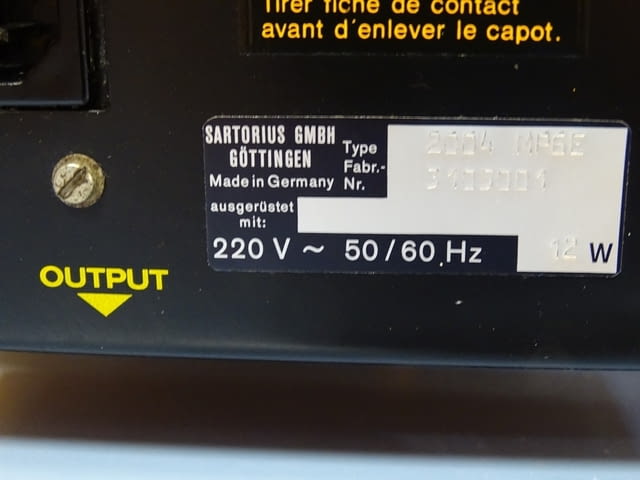 Tirer fiche de contact
avant d'enlever le capot.
SARTORIUS GMBH
GÖTTINGEN
Made in Germany
Type 2004 MP6E
Fabr.-
Nr. 3103001
ausgerüstet
mit:
220 V ~ 50/60 Hz 12 W
OUTPUT